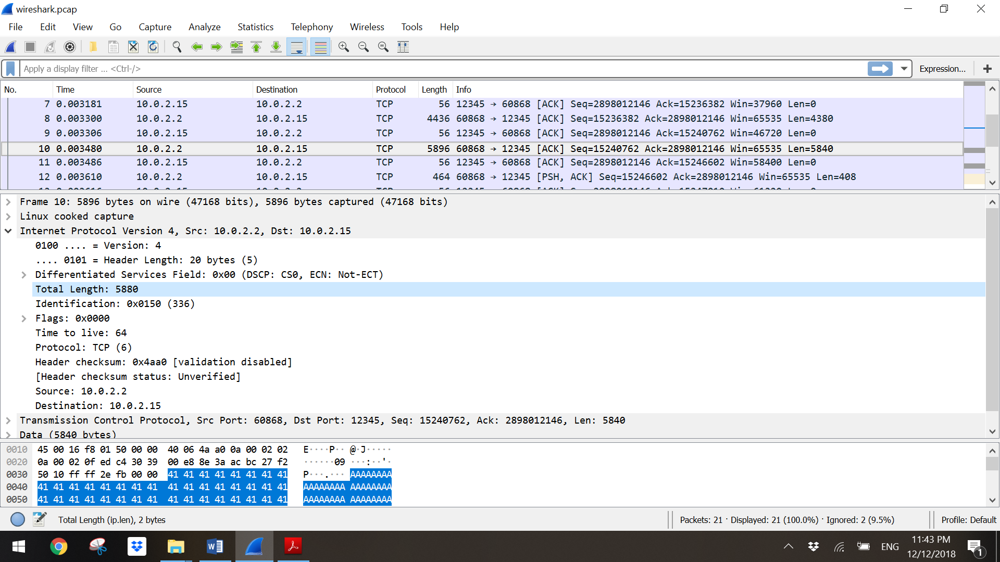 wireshark.pcap
File Edit View Go Capture Analyze Statistics Telephony Wireless Tools Help
Apply a display filter ... <Ctrl-/> Expression... +
No. Time Source Destination Protocol Length Info
7 0.003181 10.0.2.15 10.0.2.2 TCP 56 12345 → 60868 [ACK] Seq=2898012146 Ack=15236382 Win=37960 Len=0
8 0.003300 10.0.2.2 10.0.2.15 TCP 4436 60868 → 12345 [ACK] Seq=15236382 Ack=2898012146 Win=65535 Len=4380
9 0.003306 10.0.2.15 10.0.2.2 TCP 56 12345 → 60868 [ACK] Seq=2898012146 Ack=15240762 Win=46720 Len=0
10 0.003480 10.0.2.2 10.0.2.15 TCP 5896 60868 → 12345 [ACK] Seq=15240762 Ack=2898012146 Win=65535 Len=5840
11 0.003486 10.0.2.15 10.0.2.2 TCP 56 12345 → 60868 [ACK] Seq=2898012146 Ack=15246602 Win=58400 Len=0
12 0.003610 10.0.2.2 10.0.2.15 TCP 464 60868 → 12345 [PSH, ACK] Seq=15246602 Ack=2898012146 Win=65535 Len=408
Frame 10: 5896 bytes on wire (47168 bits), 5896 bytes captured (47168 bits)
Linux cooked capture
Internet Protocol Version 4, Src: 10.0.2.2, Dst: 10.0.2.15
0100 .... = Version: 4
.... 0101 = Header Length: 20 bytes (5)
Differentiated Services Field: 0x00 (DSCP: CS0, ECN: Not-ECT)
Total Length: 5880
Identification: 0x0150 (336)
Flags: 0x0000
Time to live: 64
Protocol: TCP (6)
Header checksum: 0x4aa0 [validation disabled]
[Header checksum status: Unverified]
Source: 10.0.2.2
Destination: 10.0.2.15
Transmission Control Protocol, Src Port: 60868, Dst Port: 12345, Seq: 15240762, Ack: 2898012146, Len: 5840
Data (5840 bytes)
0010 45 00 16 f8 01 50 00 00 40 06 4a a0 0a 00 02 02 E····P·· @·J·····
0020 0a 00 02 0f ed c4 30 39 00 e8 8e 3a ac bc 27 f2 ······09 ···:··'·
0030 50 10 ff ff 2e fb 00 00 41 41 41 41 41 41 41 41 P···.··· AAAAAAAA
0040 41 41 41 41 41 41 41 41 41 41 41 41 41 41 41 41 AAAAAAAA AAAAAAAA
0050 41 41 41 41 41 41 41 41 41 41 41 41 41 41 41 41 AAAAAAAA AAAAAAAA
Total Length (ip.len), 2 bytes Packets: 21 · Displayed: 21 (100.0%) · Ignored: 2 (9.5%) Profile: Default
ENG 11:43 PM
12/12/2018
1